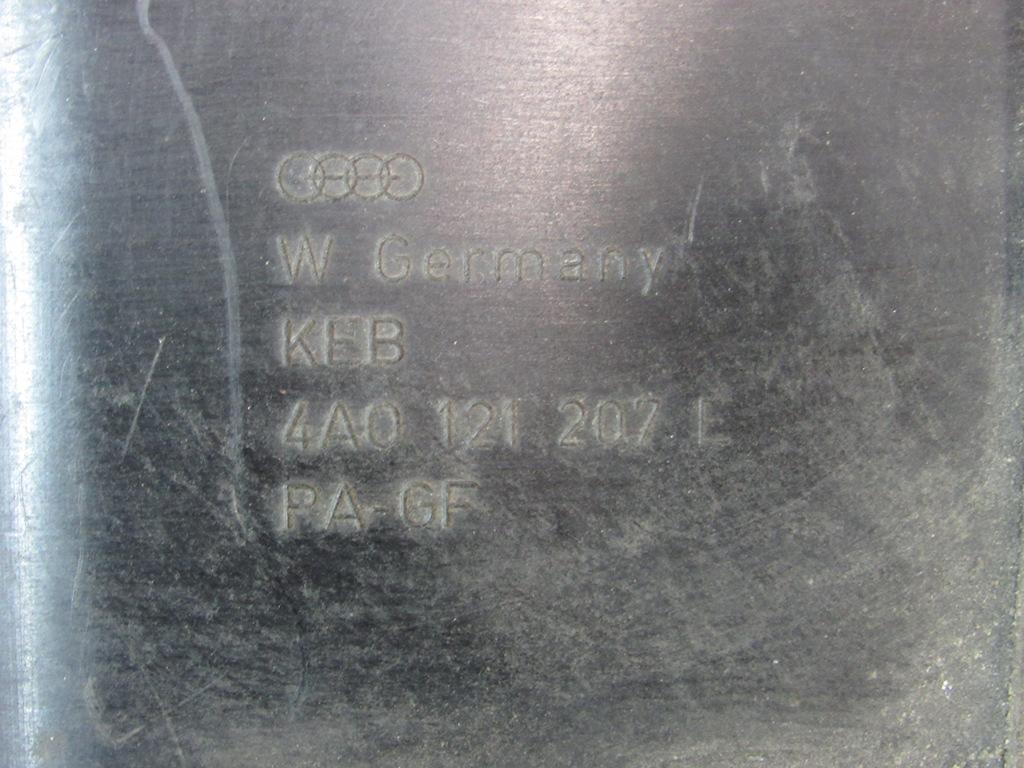 W Germany
KEB
4A0 121 207 L
PA-GF